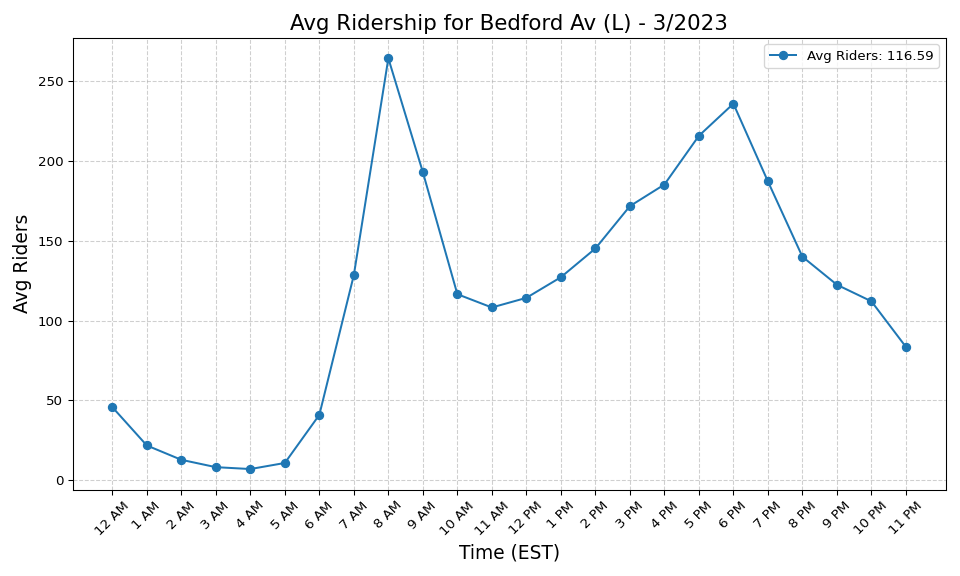 Avg Ridership for Bedford Av (L) - 3/2023
Avg Riders: 116.59
Avg Riders
250
200
150
100
50
0
12 AM
1 AM
2 AM
3 AM
4 AM
5 AM
6 AM
7 AM
8 AM
9 AM
10 AM
11 AM
12 PM
1 PM
2 PM
3 PM
4 PM
5 PM
6 PM
7 PM
8 PM
9 PM
10 PM
11 PM
Time (EST)